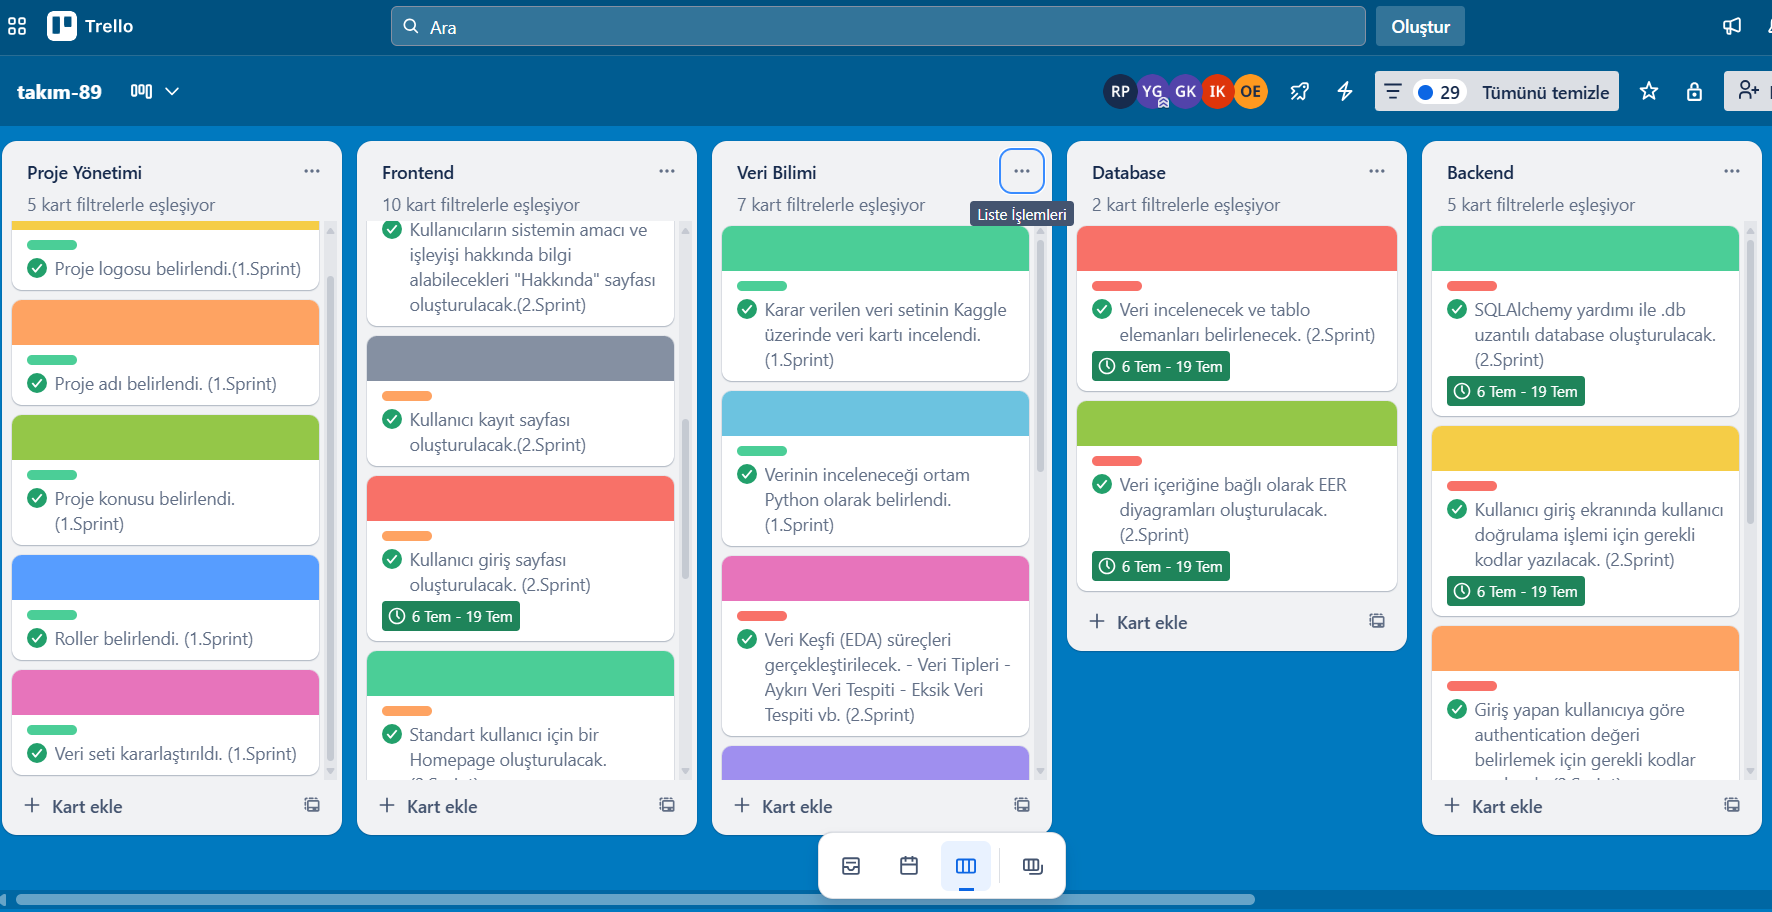 Trello
Ara
Oluştur
takım-89
RP YG GK IK OE
29 Tümünü temizle
Proje Yönetimi
5 kart filtrelerle eşleşiyor
Proje logosu belirlendi.(1.Sprint)
Proje adı belirlendi. (1.Sprint)
Proje konusu belirlendi.
(1.Sprint)
Roller belirlendi. (1.Sprint)
Veri seti kararlaştırıldı. (1.Sprint)
Kart ekle
Frontend
10 kart filtrelerle eşleşiyor
Kullanıcıların sistemin amacı ve
işleyişi hakkında bilgi
alabilecekleri "Hakkında" sayfası
oluşturulacak.(2.Sprint)
Kullanıcı kayıt sayfası
oluşturulacak.(2.Sprint)
Kullanıcı giriş sayfası
oluşturulacak. (2.Sprint)
6 Tem - 19 Tem
Standart kullanıcı için bir
Homepage oluşturulacak.
Kart ekle
Veri Bilimi
7 kart filtrelerle eşleşiyor
Liste İşlemleri
Karar verilen veri setinin Kaggle
üzerinde veri kartı incelendi.
(1.Sprint)
Verinin inceleneceği ortam
Python olarak belirlendi.
(1.Sprint)
Veri Keşfi (EDA) süreçleri
gerçekleştirilecek. - Veri Tipleri -
Aykırı Veri Tespiti - Eksik Veri
Tespiti vb. (2.Sprint)
Kart ekle
Database
2 kart filtrelerle eşleşiyor
Veri incelenecek ve tablo
elemanları belirlenecek. (2.Sprint)
6 Tem - 19 Tem
Veri içeriğine bağlı olarak EER
diyagramları oluşturulacak.
(2.Sprint)
6 Tem - 19 Tem
Kart ekle
Backend
5 kart filtrelerle eşleşiyor
SQLAlchemy yardımı ile .db
uzantılı database oluşturulacak.
(2.Sprint)
6 Tem - 19 Tem
Kullanıcı giriş ekranında kullanıcı
doğrulama işlemi için gerekli
kodlar yazılacak. (2.Sprint)
6 Tem - 19 Tem
Giriş yapan kullanıcıya göre
authentication değeri
belirlemek için gerekli kodlar
Kart ekle